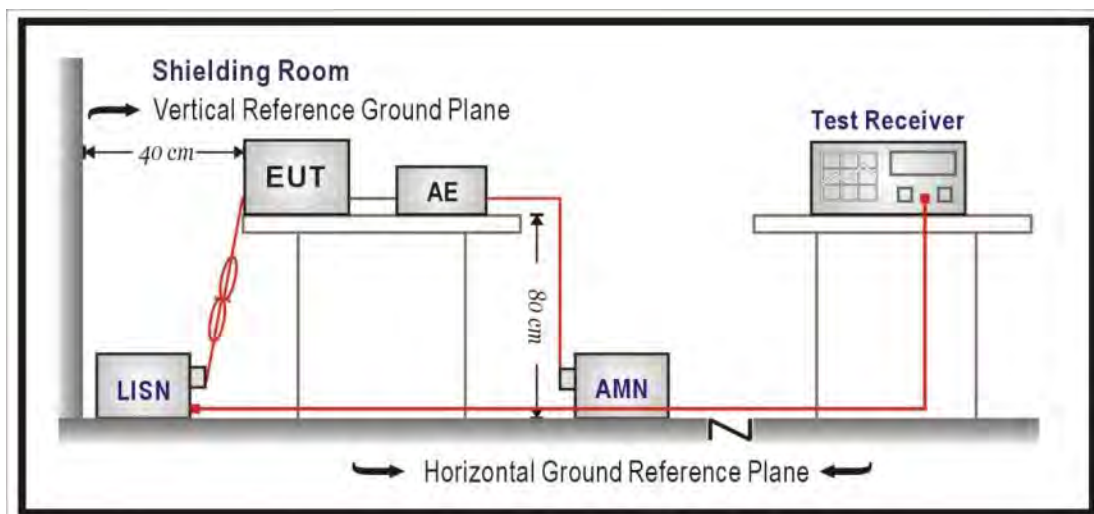 Shielding Room
Vertical Reference Ground Plane
Test Receiver
40 cm
EUT
AE
80 cm
LISN
AMN
Horizontal Ground Reference Plane